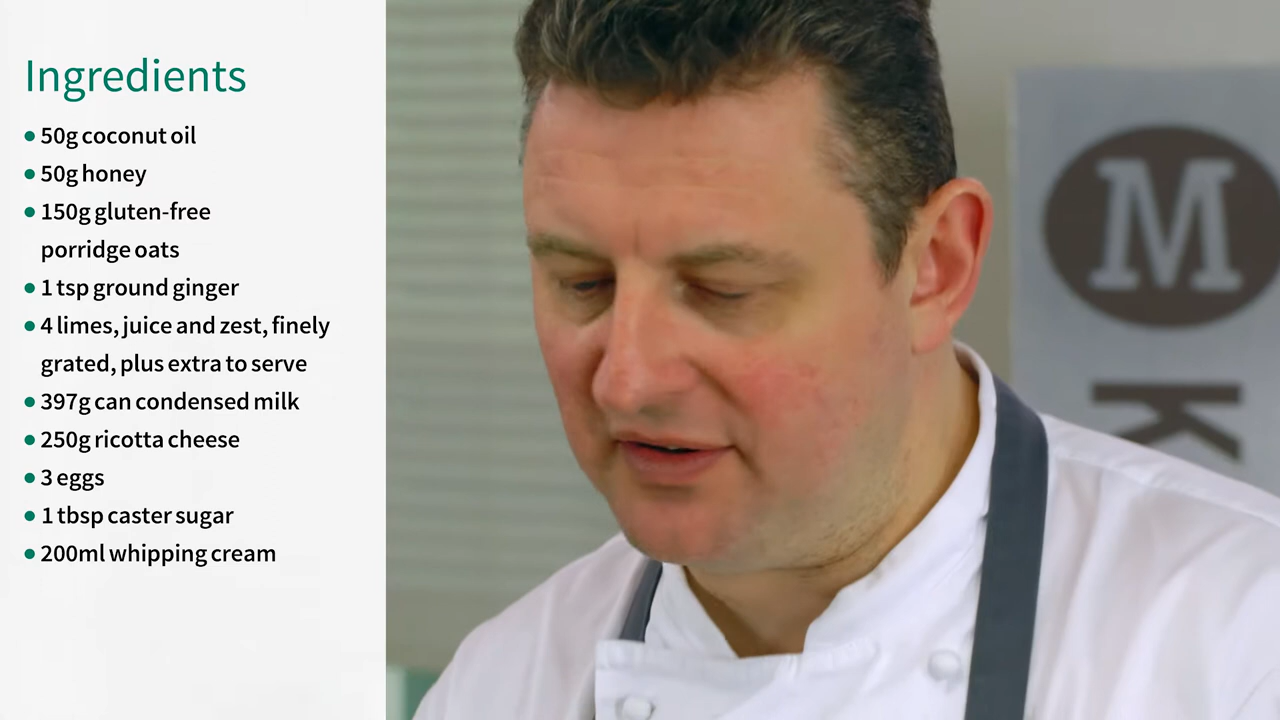 Ingredients
• 50g coconut oil
• 50g honey
• 150g gluten-free
porridge oats
• 1 tsp ground ginger
• 4 limes, juice and zest, finely
grated, plus extra to serve
• 397g can condensed milk
• 250g ricotta cheese
• 3 eggs
• 1 tbsp caster sugar
• 200ml whipping cream
M
K